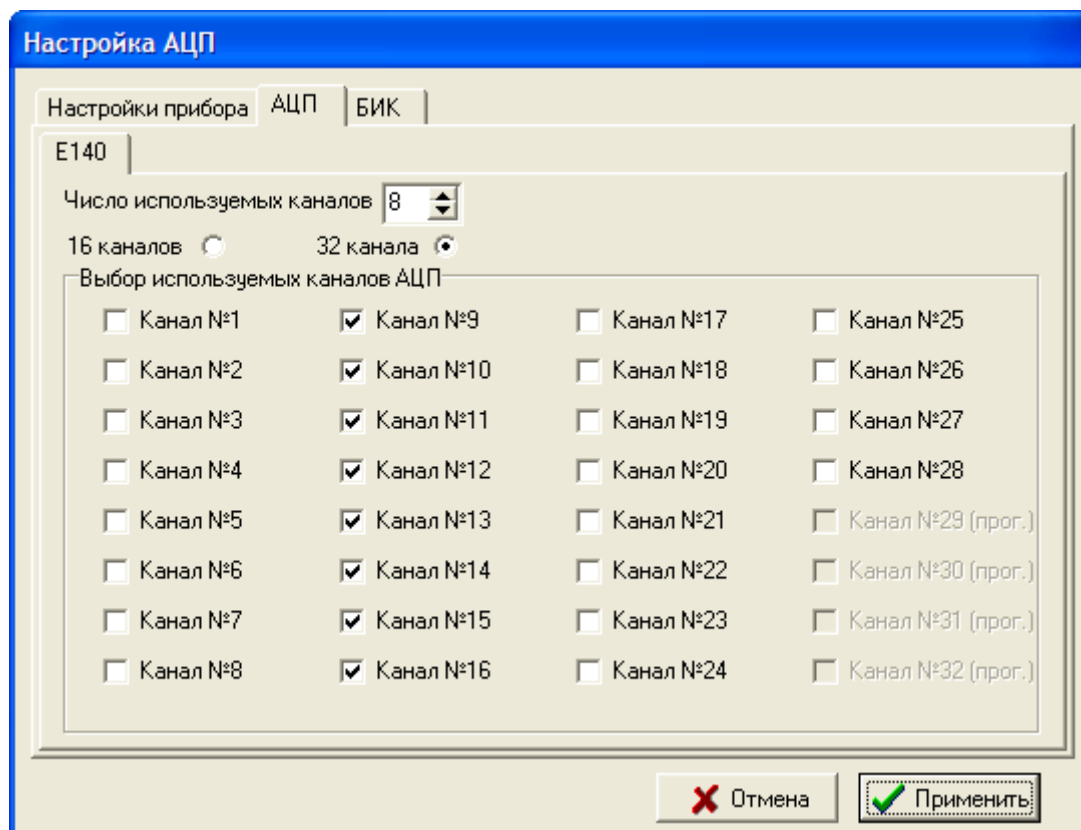 Настройка АЦП
Настройки прибора АЦП БИК
E140
Число используемых каналов 8
16 каналов 32 канала
Выбор используемых каналов АЦП
Канал №1 Канал №9 Канал №17 Канал №25
Канал №2 Канал №10 Канал №18 Канал №26
Канал №3 Канал №11 Канал №19 Канал №27
Канал №4 Канал №12 Канал №20 Канал №28
Канал №5 Канал №13 Канал №21 Канал №29 (прог.)
Канал №6 Канал №14 Канал №22 Канал №30 (прог.)
Канал №7 Канал №15 Канал №23 Канал №31 (прог.)
Канал №8 Канал №16 Канал №24 Канал №32 (прог.)
Отмена Применить